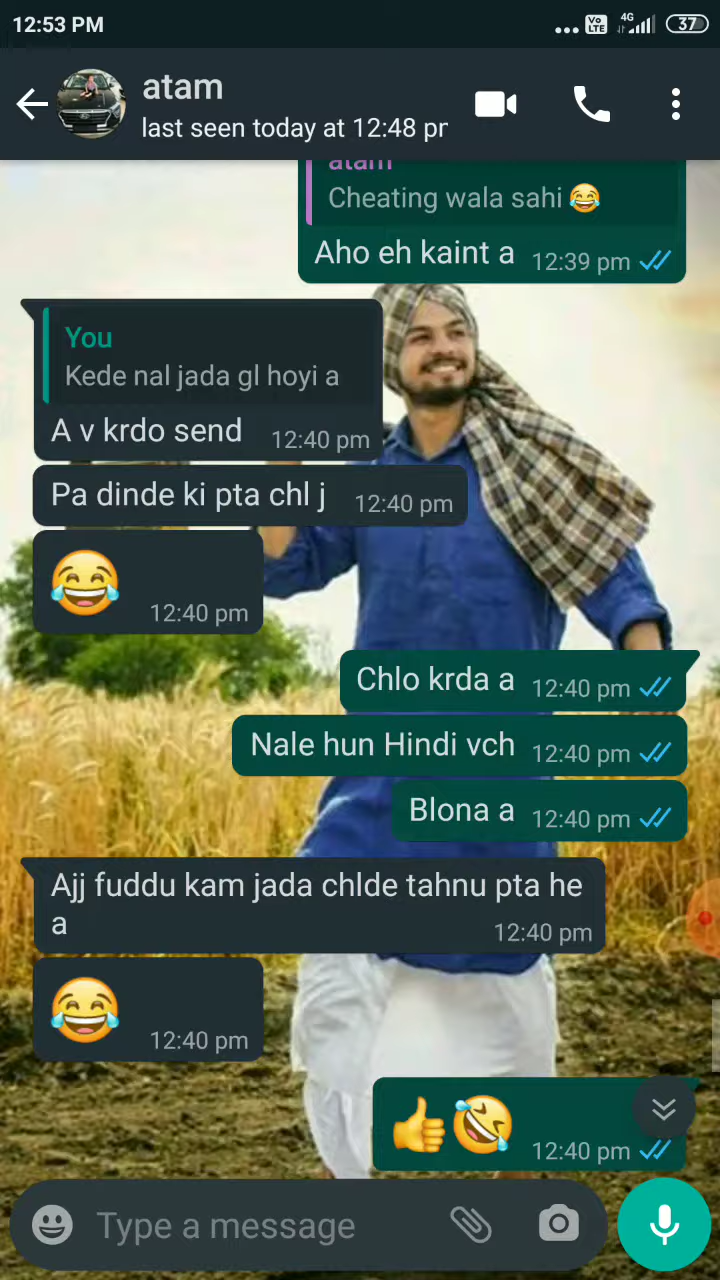 12:53 PM
Vo LTE 4G 37
atam
last seen today at 12:48 pr
atam
Cheating wala sahi 😂
Aho eh kaint a 12:39 pm
You
Kede nal jada gl hoyi a
A v krdo send 12:40 pm
Pa dinde ki pta chl j 12:40 pm
😂 12:40 pm
Chlo krda a 12:40 pm
Nale hun Hindi vch 12:40 pm
Blona a 12:40 pm
Ajj fuddu kam jada chlde tahnu pta he
a 12:40 pm
😂 12:40 pm
👍🤣 12:40 pm
Type a message